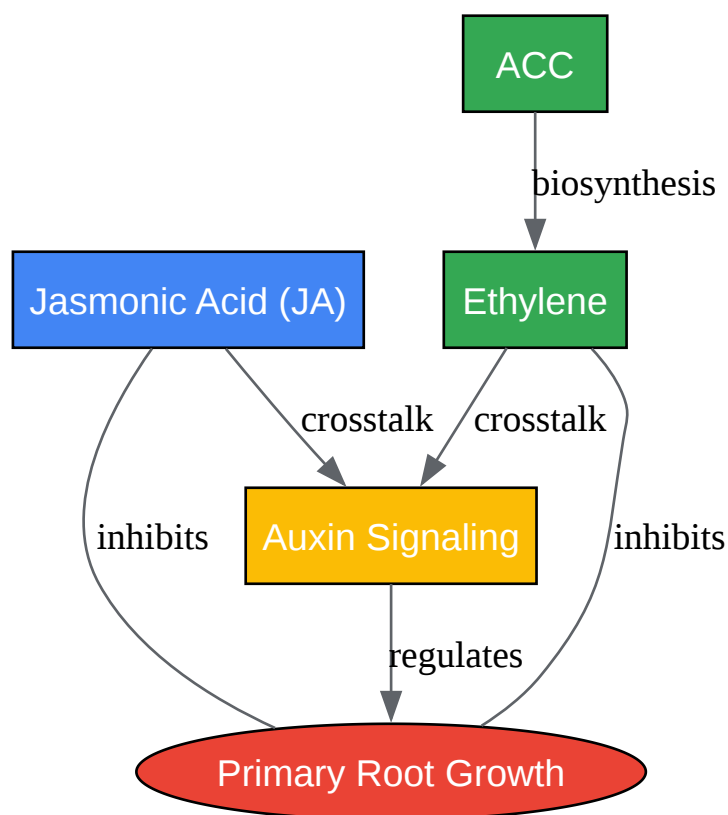 ACC
biosynthesis
Jasmonic Acid (JA)
Ethylene
crosstalk
crosstalk
Auxin Signaling
inhibits
inhibits
regulates
Primary Root Growth